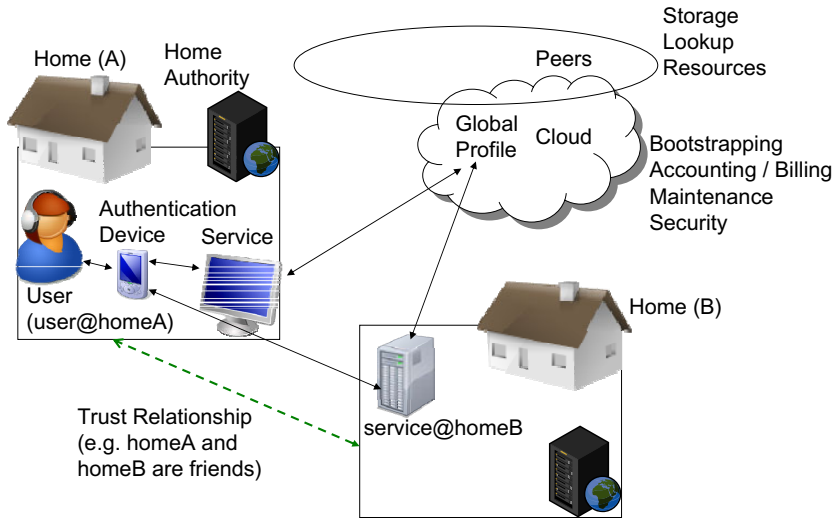 Home (A)
Home
Authority
Peers
Storage
Lookup
Resources
Global
Profile
Cloud
Bootstrapping
Accounting / Billing
Maintenance
Security
Authentication
Device
Service
User
(user@homeA)
Home (B)
service@homeB
Trust Relationship
(e.g. homeA and
homeB are friends)